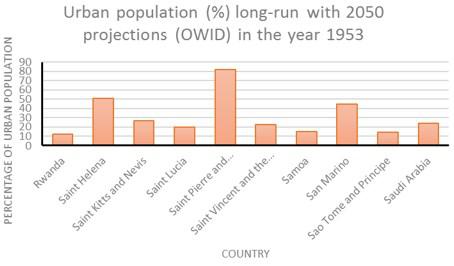 Urban population (%) long-run with 2050
projections (OWID) in the year 1953
PERCENTAGE OF URBAN POPULATION
90
80
70
60
50
40
30
20
10
0
Rwanda
Saint Helena
Saint Kitts and Nevis
Saint Lucia
Saint Pierre and…
Saint Vincent and the…
Samoa
San Marino
Sao Tome and Principe
Saudi Arabia
COUNTRY